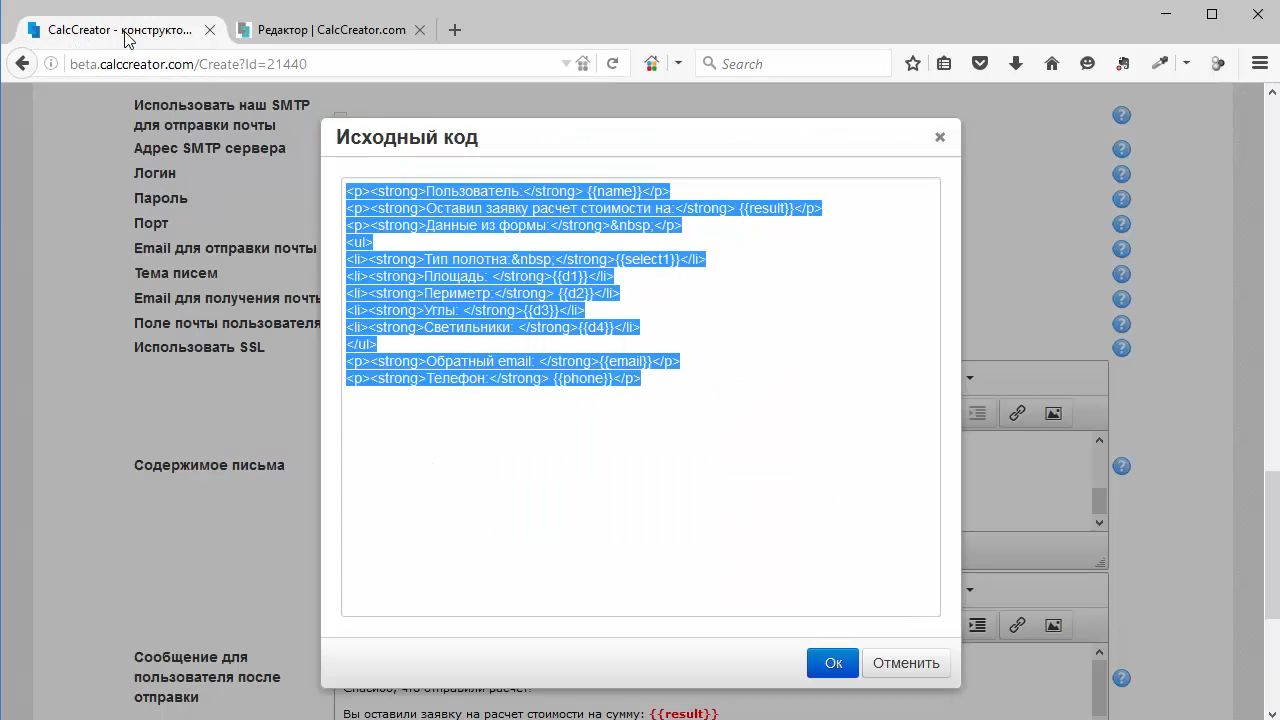 CalcCreator - конструкто...
Редактор | CalcCreator.com
beta.calccreator.com/Create?Id=21440
Search
Использовать наш SMTP
для отправки почты
Адрес SMTP сервера
Логин
Пароль
Порт
Email для отправки почты
Тема писем
Email для получения почты
Поле почты пользователя
Использовать SSL
Содержимое письма
Сообщение для
пользователя после
отправки
Исходный код
<p><strong>Пользователь:</strong> {{name}}</p>
<p><strong>Оставил заявку расчет стоимости на:</strong> {{result}}</p>
<p><strong>Данные из формы:</strong>&nbsp;</p>
<ul>
<li><strong>Тип полотна:&nbsp;</strong>{{select1}}</li>
<li><strong>Площадь: </strong>{{d1}}</li>
<li><strong>Периметр:</strong> {{d2}}</li>
<li><strong>Углы: </strong>{{d3}}</li>
<li><strong>Светильники: </strong>{{d4}}</li>
</ul>
<p><strong>Обратный email: </strong>{{email}}</p>
<p><strong>Телефон:</strong> {{phone}}</p>
Ок
Отменить
Спасибо, что отправили расчет!
Вы оставили заявку на расчет стоимости на сумму: {{result}}